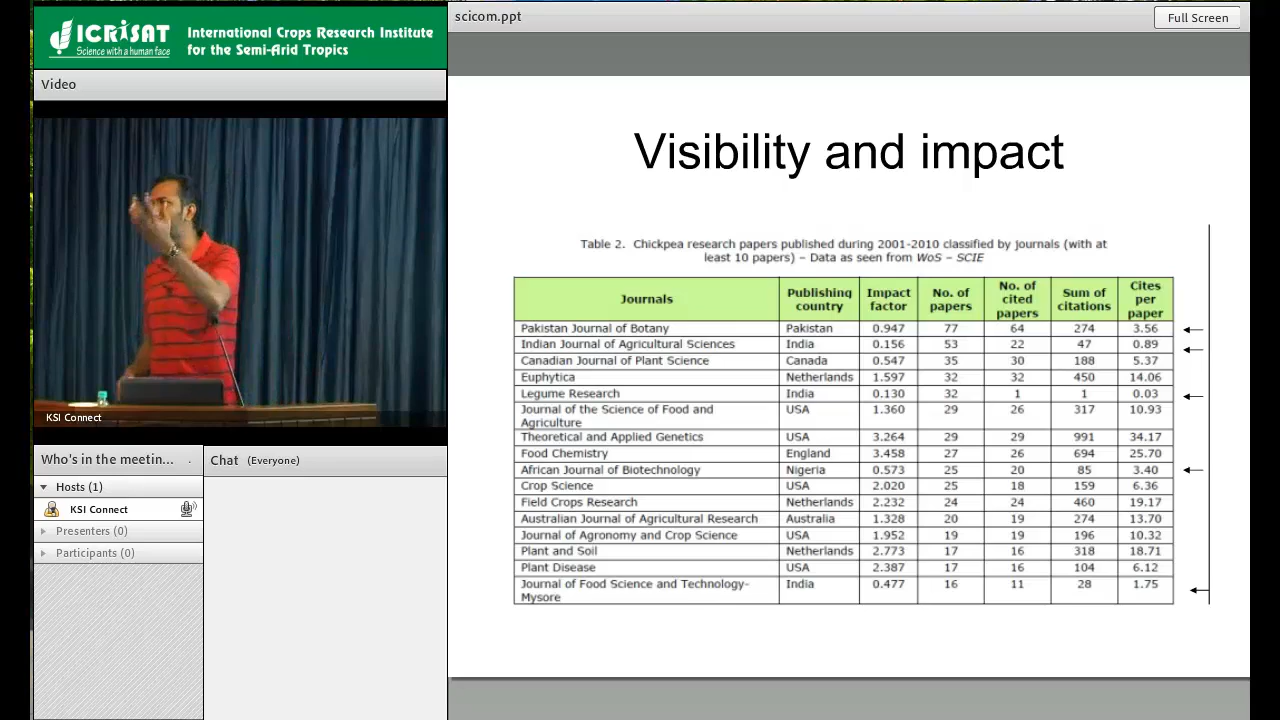 ICRISAT
Science with a human face
International Crops Research Institute
for the Semi-Arid Tropics
Video
KSI Connect
Who's in the meetin...
Hosts (1)
KSI Connect
Presenters (0)
Participants (0)
Chat (Everyone)
scicom.ppt
Full Screen
Visibility and impact
Table 2. Chickpea research papers published during 2001-2010 classified by journals (with at
least 10 papers) – Data as seen from WoS – SCIE
Journals Publishing country Impact factor No. of papers No. of cited papers Sum of citations Cites per paper
Pakistan Journal of Botany Pakistan 0.947 77 64 274 3.56
Indian Journal of Agricultural Sciences India 0.156 53 22 47 0.89
Canadian Journal of Plant Science Canada 0.547 35 30 188 5.37
Euphytica Netherlands 1.597 32 32 450 14.06
Legume Research India 0.130 32 1 1 0.03
Journal of the Science of Food and Agriculture USA 1.360 29 26 317 10.93
Theoretical and Applied Genetics USA 3.264 29 29 991 34.17
Food Chemistry England 3.458 27 26 694 25.70
African Journal of Biotechnology Nigeria 0.573 25 20 85 3.40
Crop Science USA 2.020 25 18 159 6.36
Field Crops Research Netherlands 2.232 24 24 460 19.17
Australian Journal of Agricultural Research Australia 1.328 20 19 274 13.70
Journal of Agronomy and Crop Science USA 1.952 19 19 196 10.32
Plant and Soil Netherlands 2.773 17 16 318 18.71
Plant Disease USA 2.387 17 16 104 6.12
Journal of Food Science and Technology-Mysore India 0.477 16 11 28 1.75